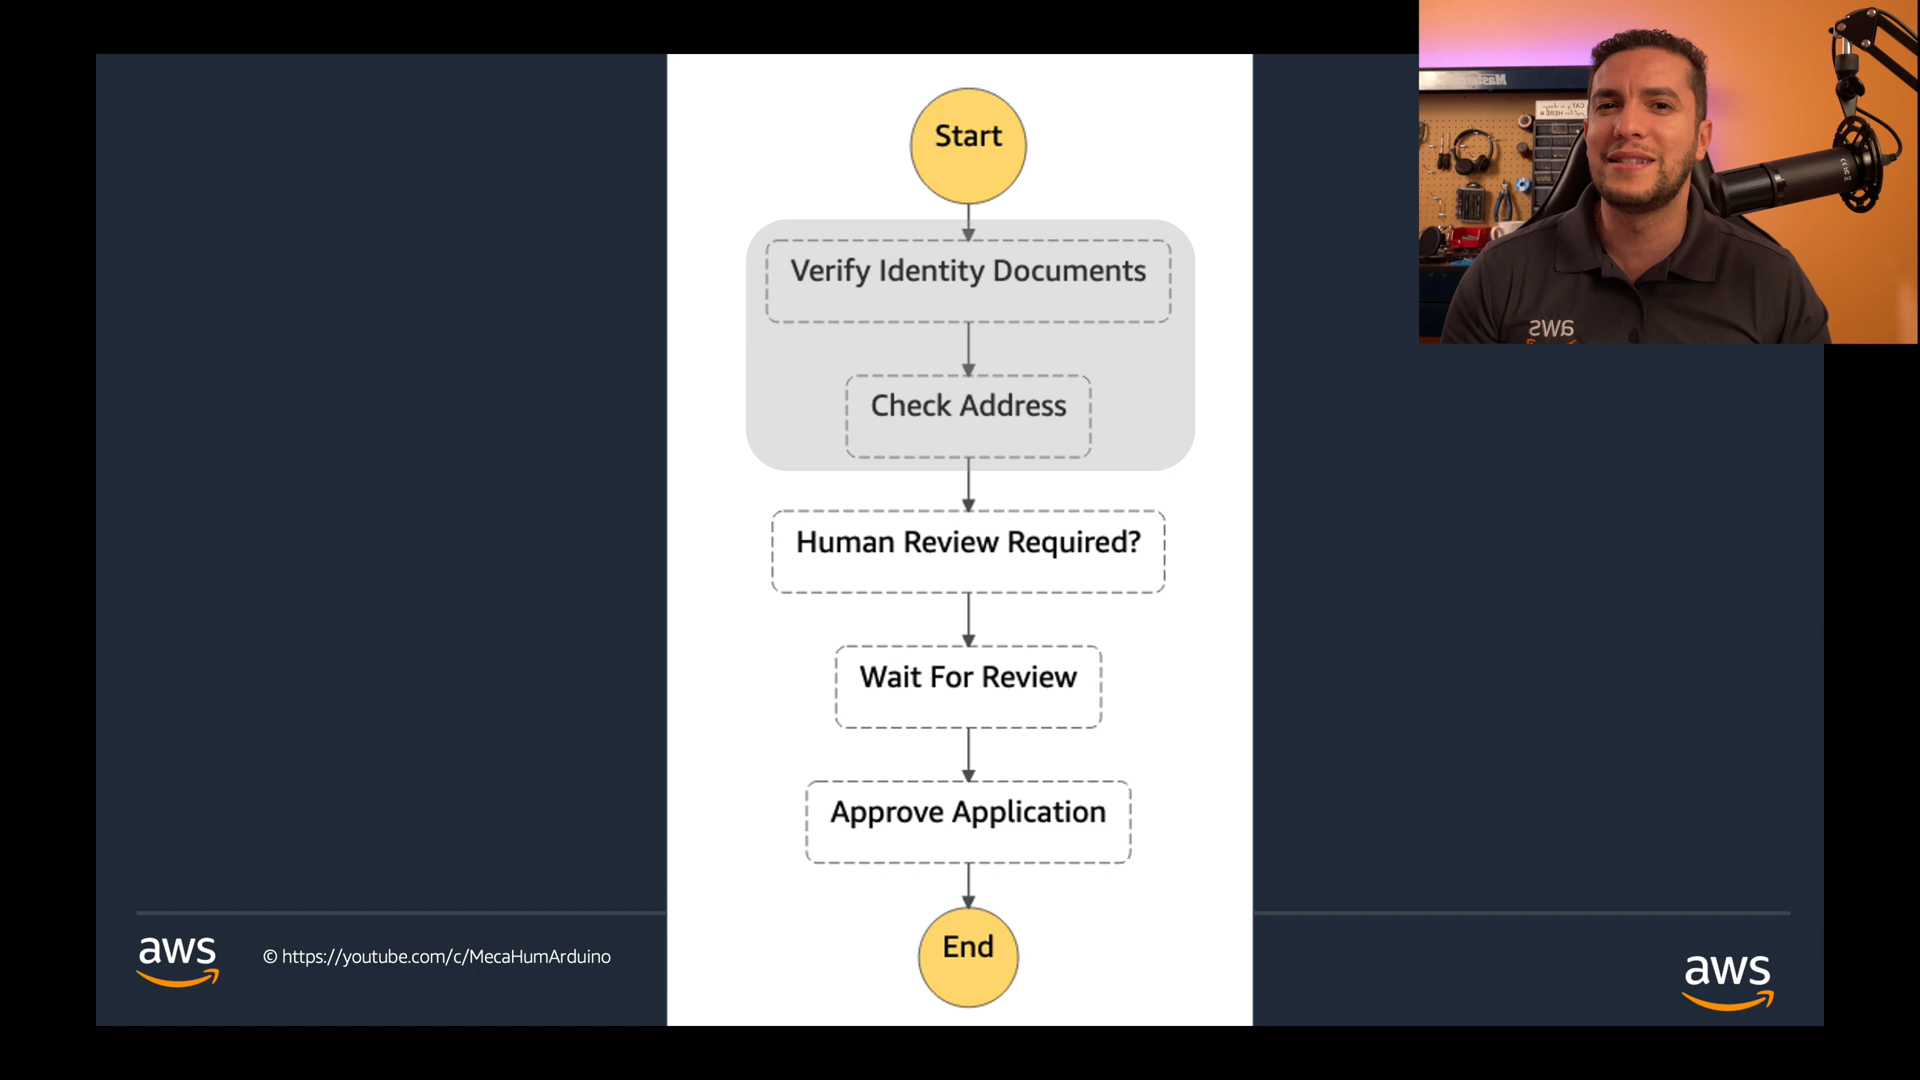 Start
Verify Identity Documents
Check Address
Human Review Required?
Wait For Review
Approve Application
End
aws
© https://youtube.com/c/MecaHumArduino
aws
aws